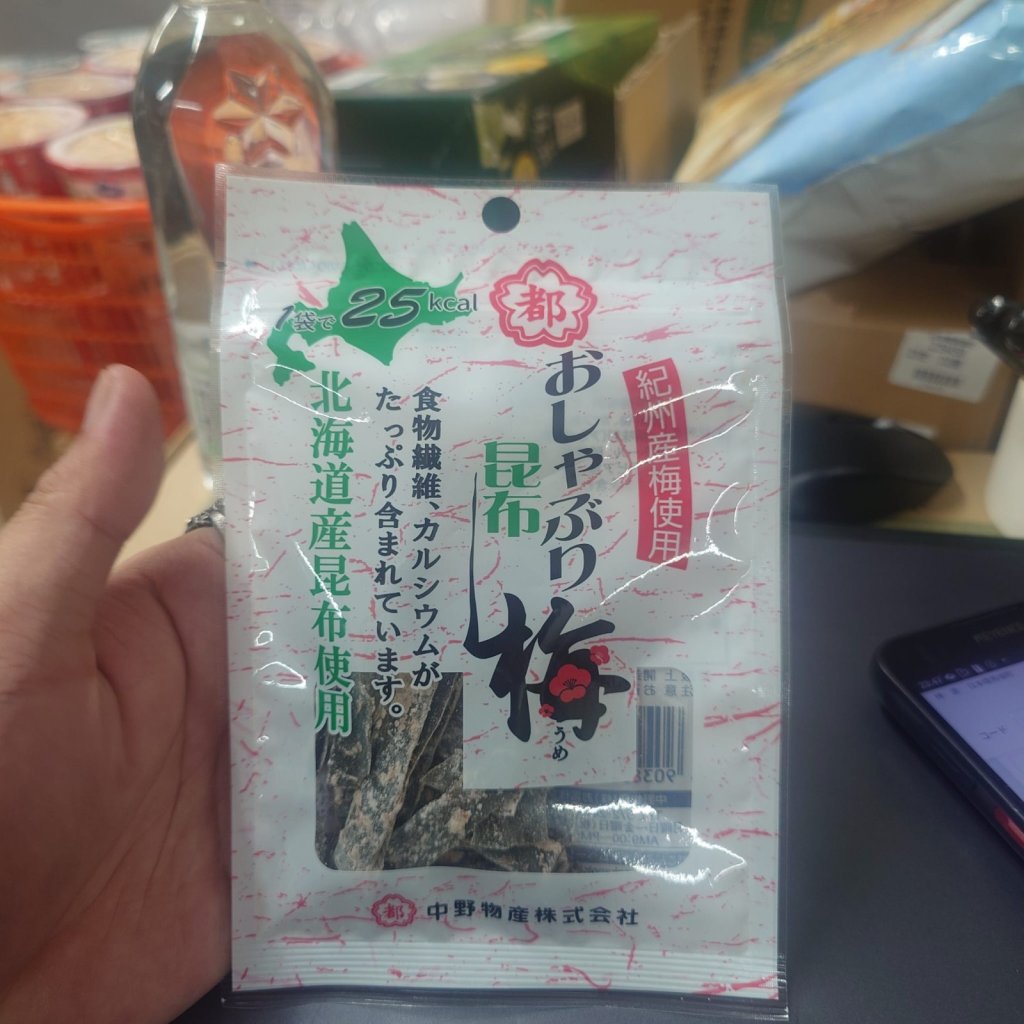 1袋で25kcal
都
おしゃぶり
昆布
梅
うめ
紀州産梅使用
食物繊維、カルシウムが
たっぷり含まれています。
北海道産昆布使用
都 中野物産株式会社